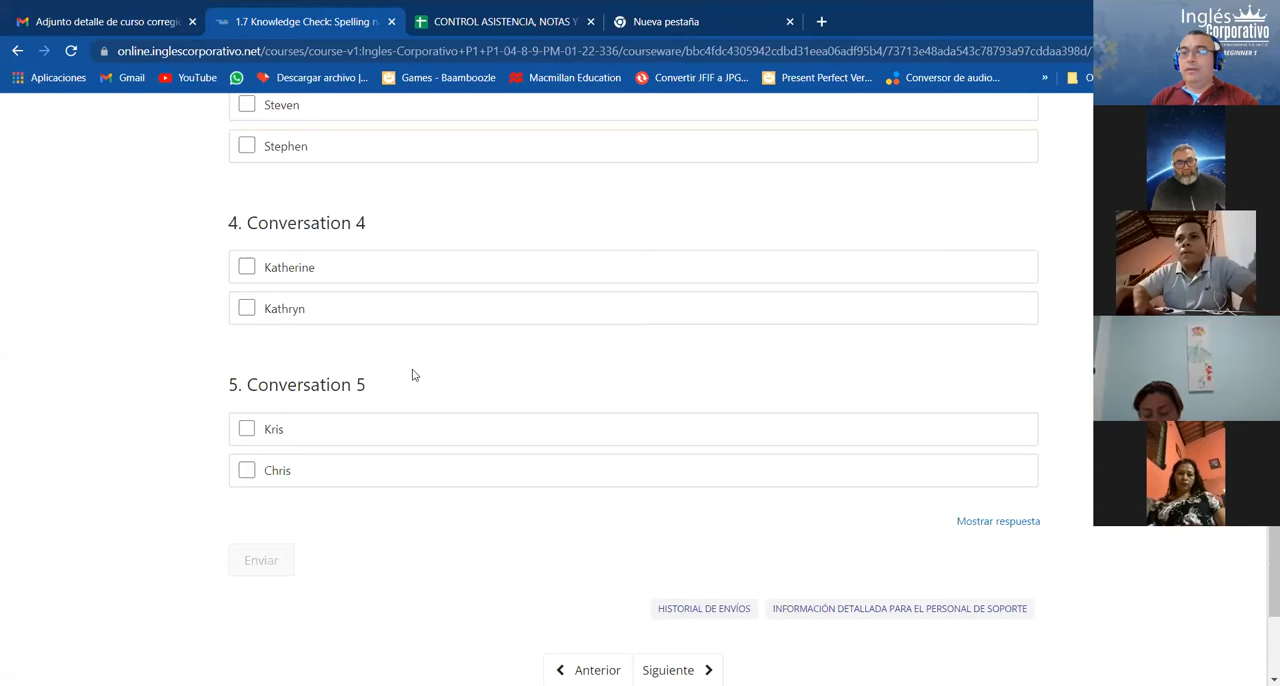 Adjunto detalle de curso corregi
1.7 Knowledge Check: Spelling ru
CONTROL ASISTENCIA, NOTAS Y
Nueva pestaña
online.inglescorporativo.net/courses/course-v1:Ingles-Corporativo+P1+P1-04-8-9-PM-01-22-336/courseware/bbc4fdc4305942cdbd31eea06adf95b4/73713e48ada543c78793a97cddaa398d/
Aplicaciones
Gmail
YouTube
Descargar archivo |...
Games - Baamboozle
Macmillan Education
Convertir JFIF a JPG...
Present Perfect Ver...
Conversor de audio...
»
Inglés
Corporativo
BEGINNER 1
Steven
Stephen
4. Conversation 4
Katherine
Kathryn
5. Conversation 5
Kris
Chris
Mostrar respuesta
Enviar
HISTORIAL DE ENVÍOS
INFORMACIÓN DETALLADA PARA EL PERSONAL DE SOPORTE
Anterior
Siguiente